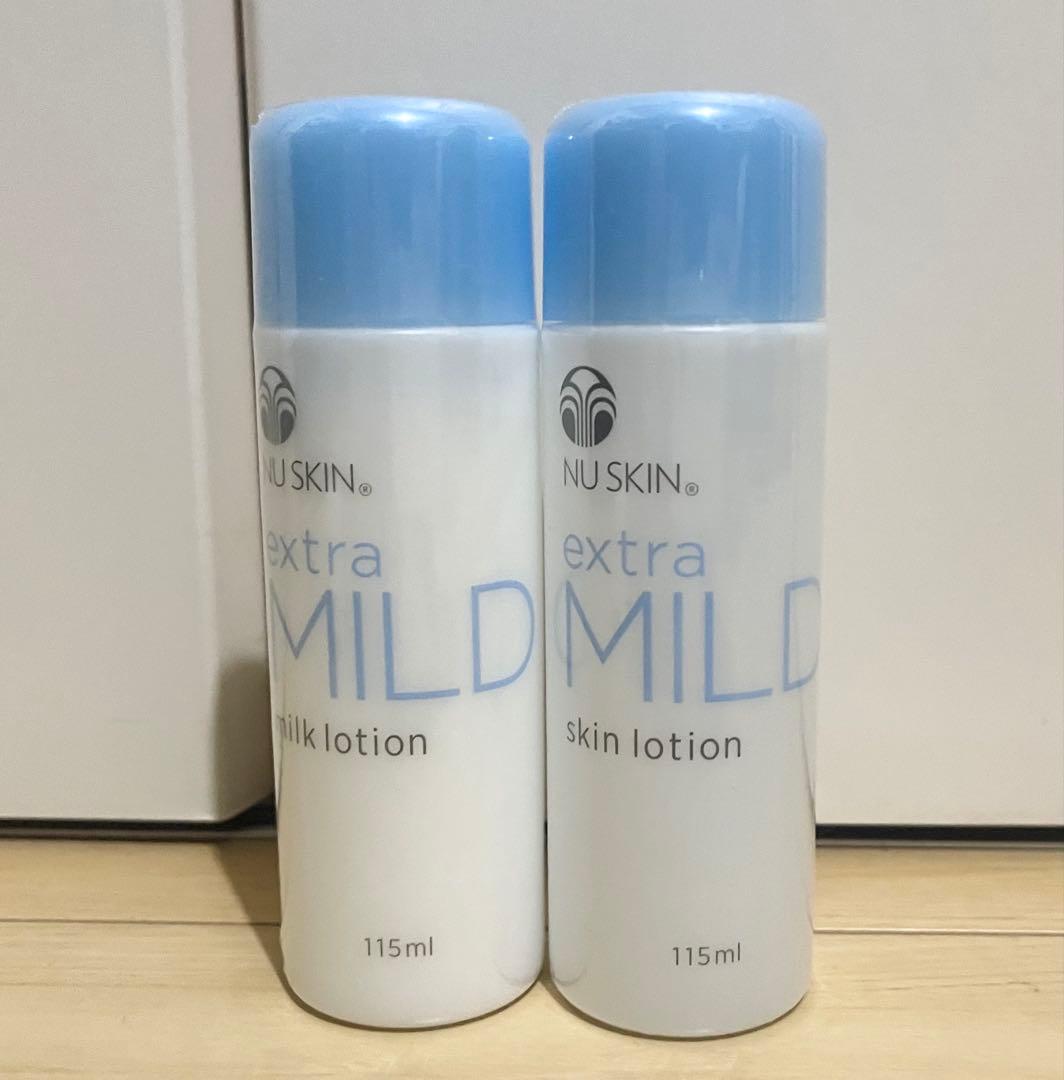 NU SKIN®
extra
MILD
milk lotion
115ml
NU SKIN®
extra
MILD
skin lotion
115ml